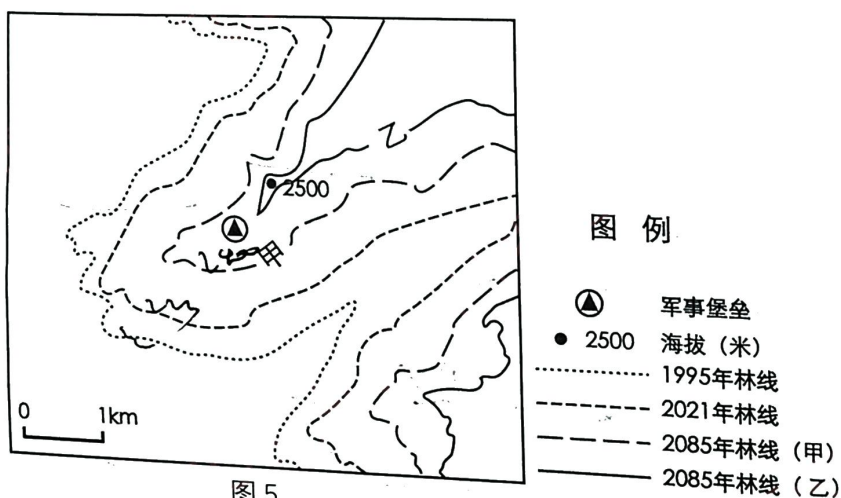 乙
2500
甲
0 1km
图 5
图 例
军事堡垒
2500 海拔（米）
1995年林线
2021年林线
2085年林线（甲）
2085年林线（乙）